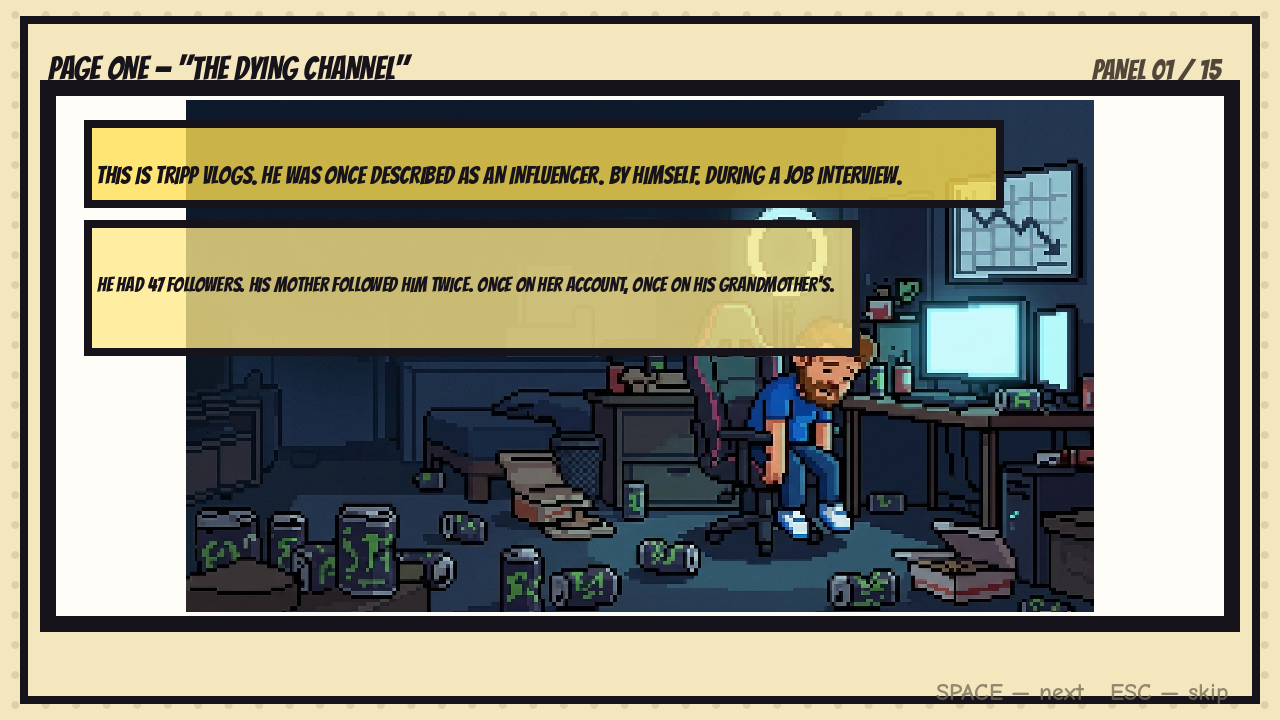 PAGE ONE — "THE DYING CHANNEL"
PANEL 01 / 15
THIS IS TRIPP VLOGS. HE WAS ONCE DESCRIBED AS AN INFLUENCER. BY HIMSELF. DURING A JOB INTERVIEW.
HE HAD 47 FOLLOWERS. HIS MOTHER FOLLOWED HIM TWICE. ONCE ON HER ACCOUNT, ONCE ON HIS GRANDMOTHER'S.
SPACE — next ESC — skip